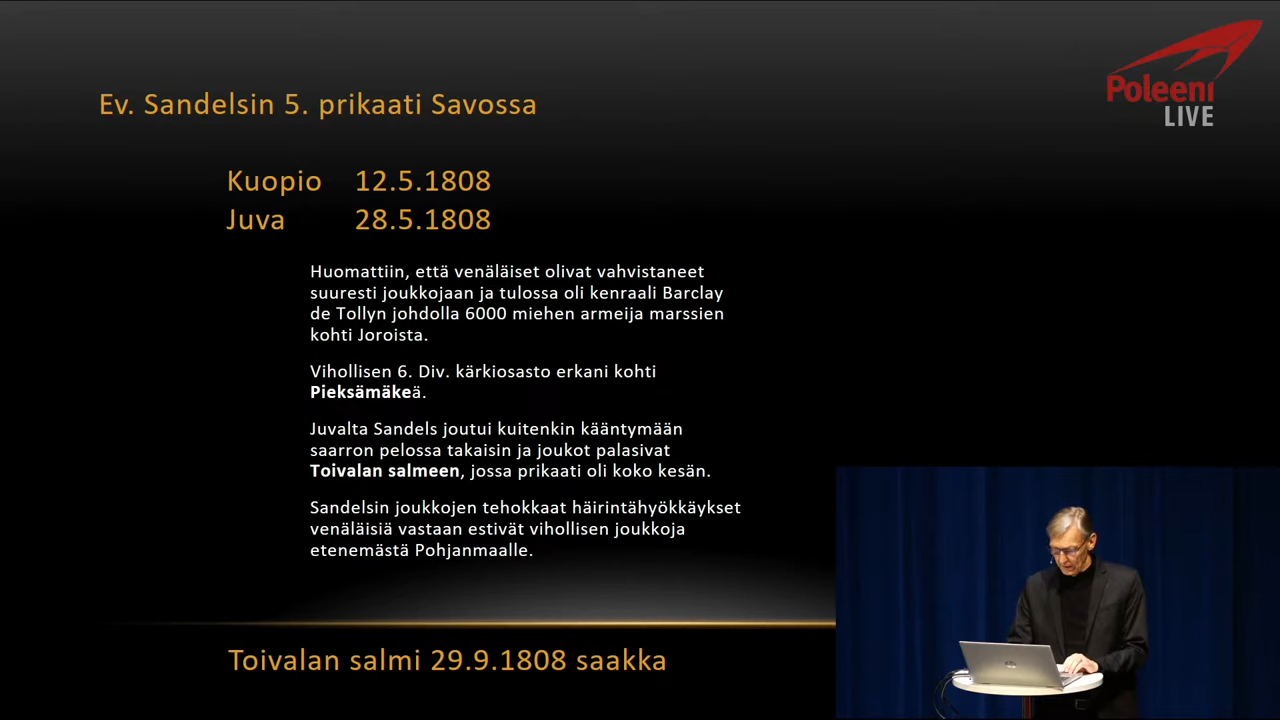 Poleeni
LIVE
Ev. Sandelsin 5. prikaati Savossa
Kuopio 12.5.1808
Juva 28.5.1808
Huomattiin, että venäläiset olivat vahvistaneet
suuresti joukkojaan ja tulossa oli kenraali Barclay
de Tollyn johdolla 6000 miehen armeija marssien
kohti Joroista.
Vihollisen 6. Div. kärkiosasto erkani kohti
Pieksämäkeä.
Juvalta Sandels joutui kuitenkin kääntymään
saarron pelossa takaisin ja joukot palasivat
Toivalan salmeen, jossa prikaati oli koko kesän.
Sandelsin joukkojen tehokkaat häirintähyökkäykset
venäläisiä vastaan estivät vihollisen joukkoja
etenemästä Pohjanmaalle.
Toivalan salmi 29.9.1808 saakka